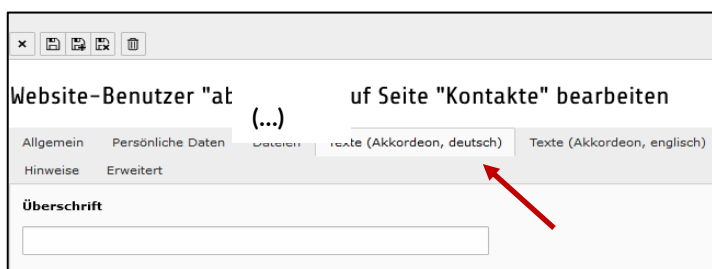 Website-Benutzer "ab (...) uf Seite "Kontakte" bearbeiten
Allgemein Persönliche Daten Dateien Texte (Akkordeon, deutsch) Texte (Akkordeon, englisch)
Hinweise Erweitert
Überschrift